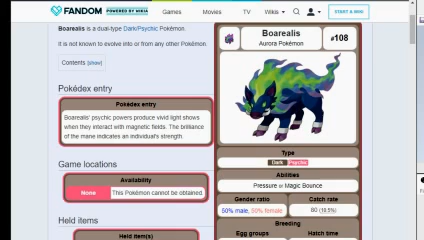 FANDOM POWERED BY WIKIA Games Movies TV Wikis START A WIKI
Boarealis is a dual-type Dark/Psychic Pokémon.
It is not known to evolve into or from any other Pokémon.
Contents [show]
Pokédex entry
Pokédex entry
Boarealis' psychic powers produce vivid light shows
when they interact with magnetic fields. The brilliance
of the mane indicates an individual's strength.
Game locations
Availability
None This Pokémon cannot be obtained.
Held items
Held item(s)
Boarealis
Aurora Pokémon
#108
Type
Dark Psychic
Abilities
Pressure or Magic Bounce
Gender ratio Catch rate
50% male, 50% female 60 (19.5%)
Breeding
Egg groups Hatch time